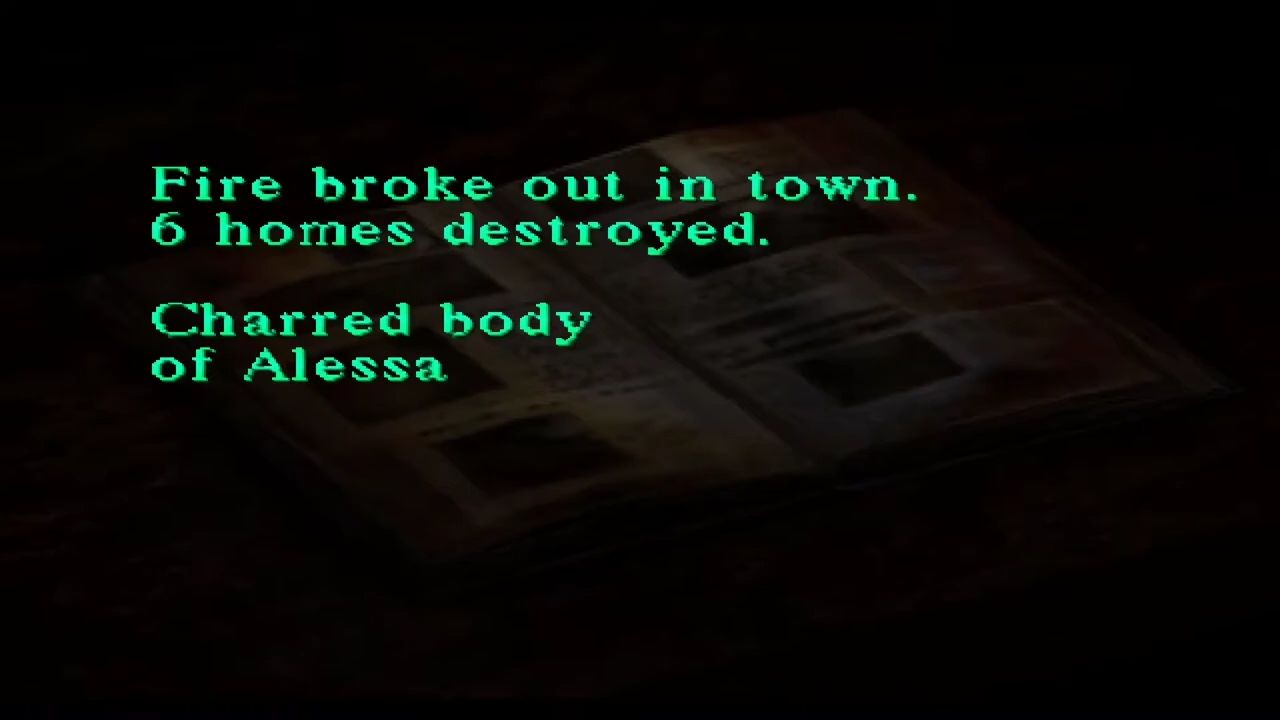 Fire broke out in town.
6 homes destroyed.
Charred body
of Alessa